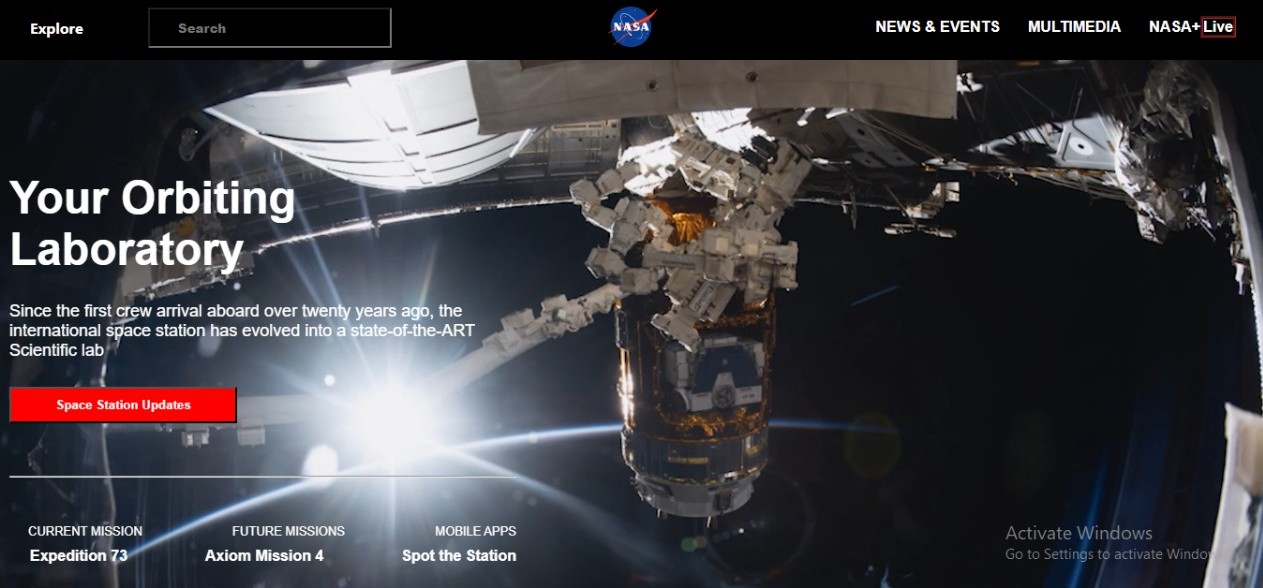 Explore
Search
NASA
NEWS & EVENTS
MULTIMEDIA
NASA+ Live
Your Orbiting
Laboratory
Since the first crew arrival aboard over twenty years ago, the
international space station has evolved into a state-of-the-ART
Scientific lab
Space Station Updates
CURRENT MISSION
FUTURE MISSIONS
MOBILE APPS
Expedition 73
Axiom Mission 4
Spot the Station
Activate Windows
Go to Settings to activate Windows